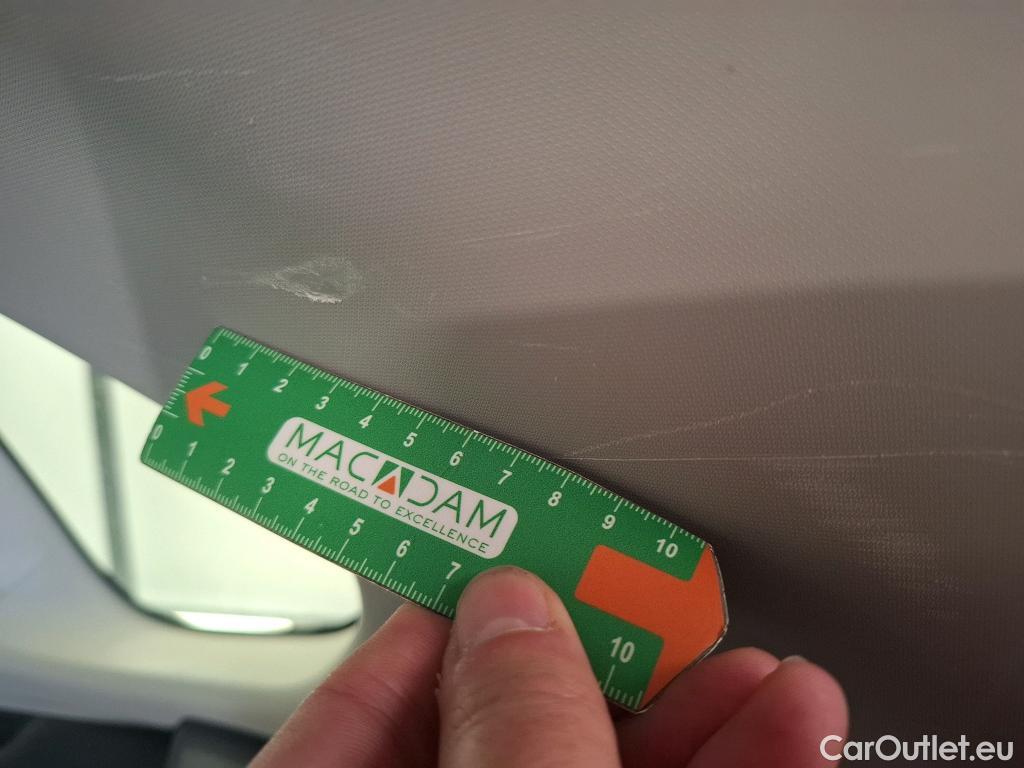 0 1 2 3 4 5 6 7 8 9 10
MACADAM
ON THE ROAD TO EXCELLENCE
0 1 2 3 4 5 6 7 10
CarOutlet.eu